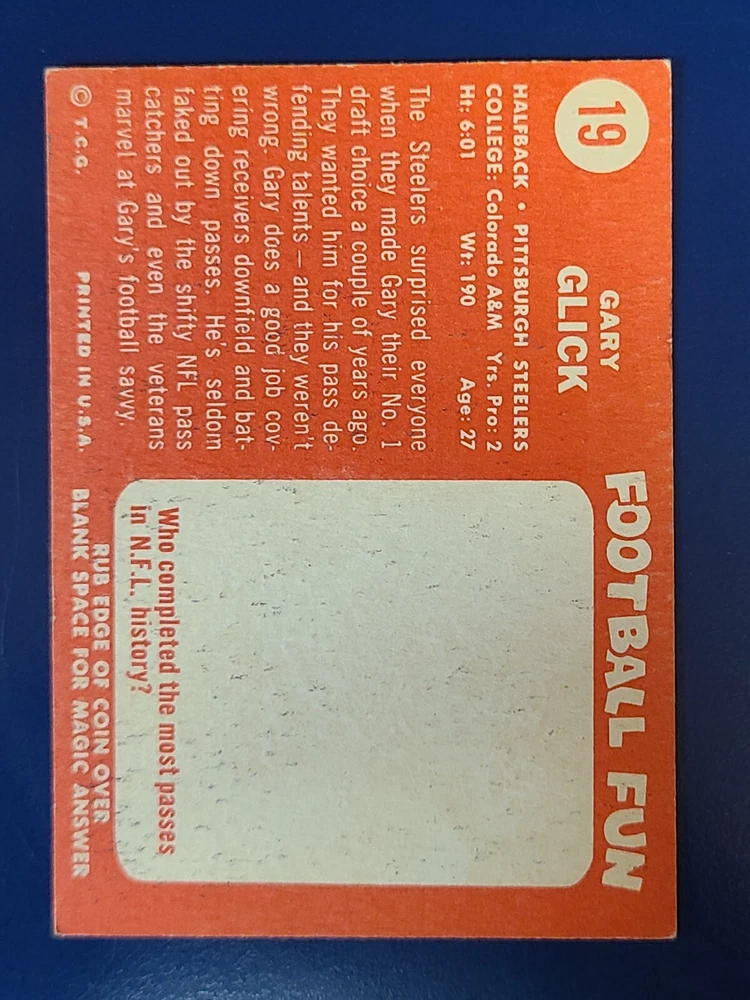 19
GARY
GLICK
HALFBACK • PITTSBURGH STEELERS
COLLEGE: Colorado A&M Yrs. Pro: 2
Ht: 6:01 Wt: 190 Age: 27
The Steelers surprised everyone
when they made Gary their No. 1
draft choice a couple of years ago.
They wanted him for his pass de-
fending talents — and they weren't
wrong. Gary does a good job cov-
ering receivers downfield and bat-
ting down passes. He's seldom
faked out by the shifty NFL pass
catchers and even the veterans
marvel at Gary's football savvy.
© T.C.G. PRINTED IN U.S.A.
FOOTBALL FUN
Who completed the most passes
in N.F.L. history?
RUB EDGE OF COIN OVER
BLANK SPACE FOR MAGIC ANSWER